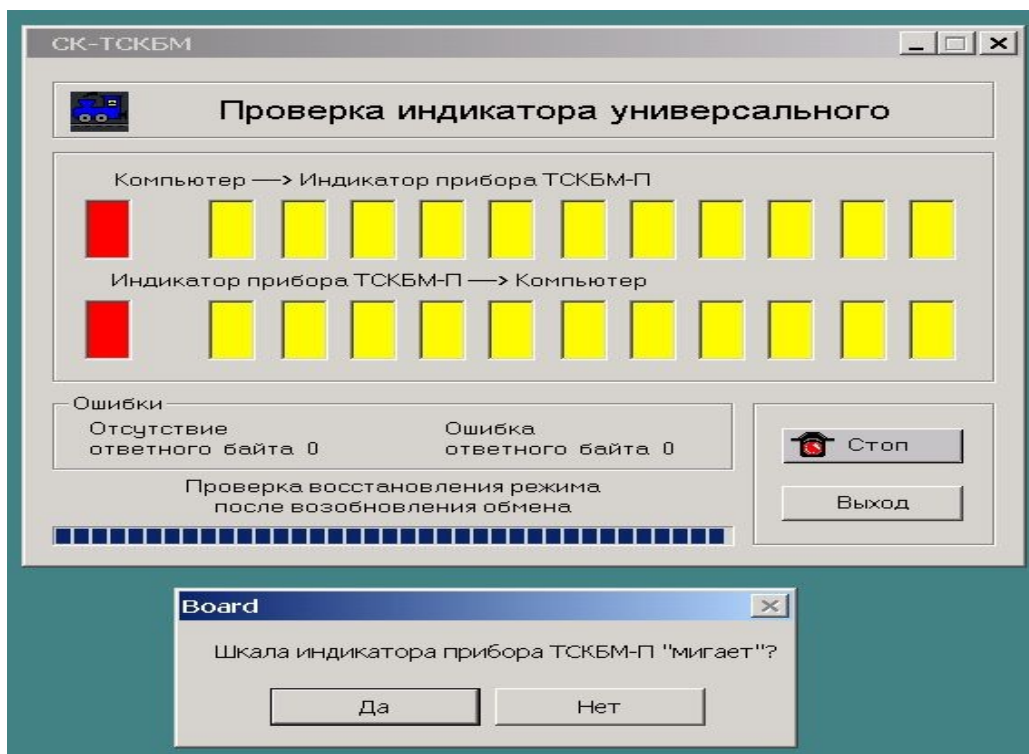 СК-ТСКБМ
Проверка индикатора универсального
Компьютер —> Индикатор прибора ТСКБМ-П
Индикатор прибора ТСКБМ-П —> Компьютер
Ошибки
Отсутствие
ответного байта 0
Ошибка
ответного байта 0
Стоп
Проверка восстановления режима
после возобновления обмена
Выход
Board
Шкала индикатора прибора ТСКБМ-П "мигает"?
Да
Нет